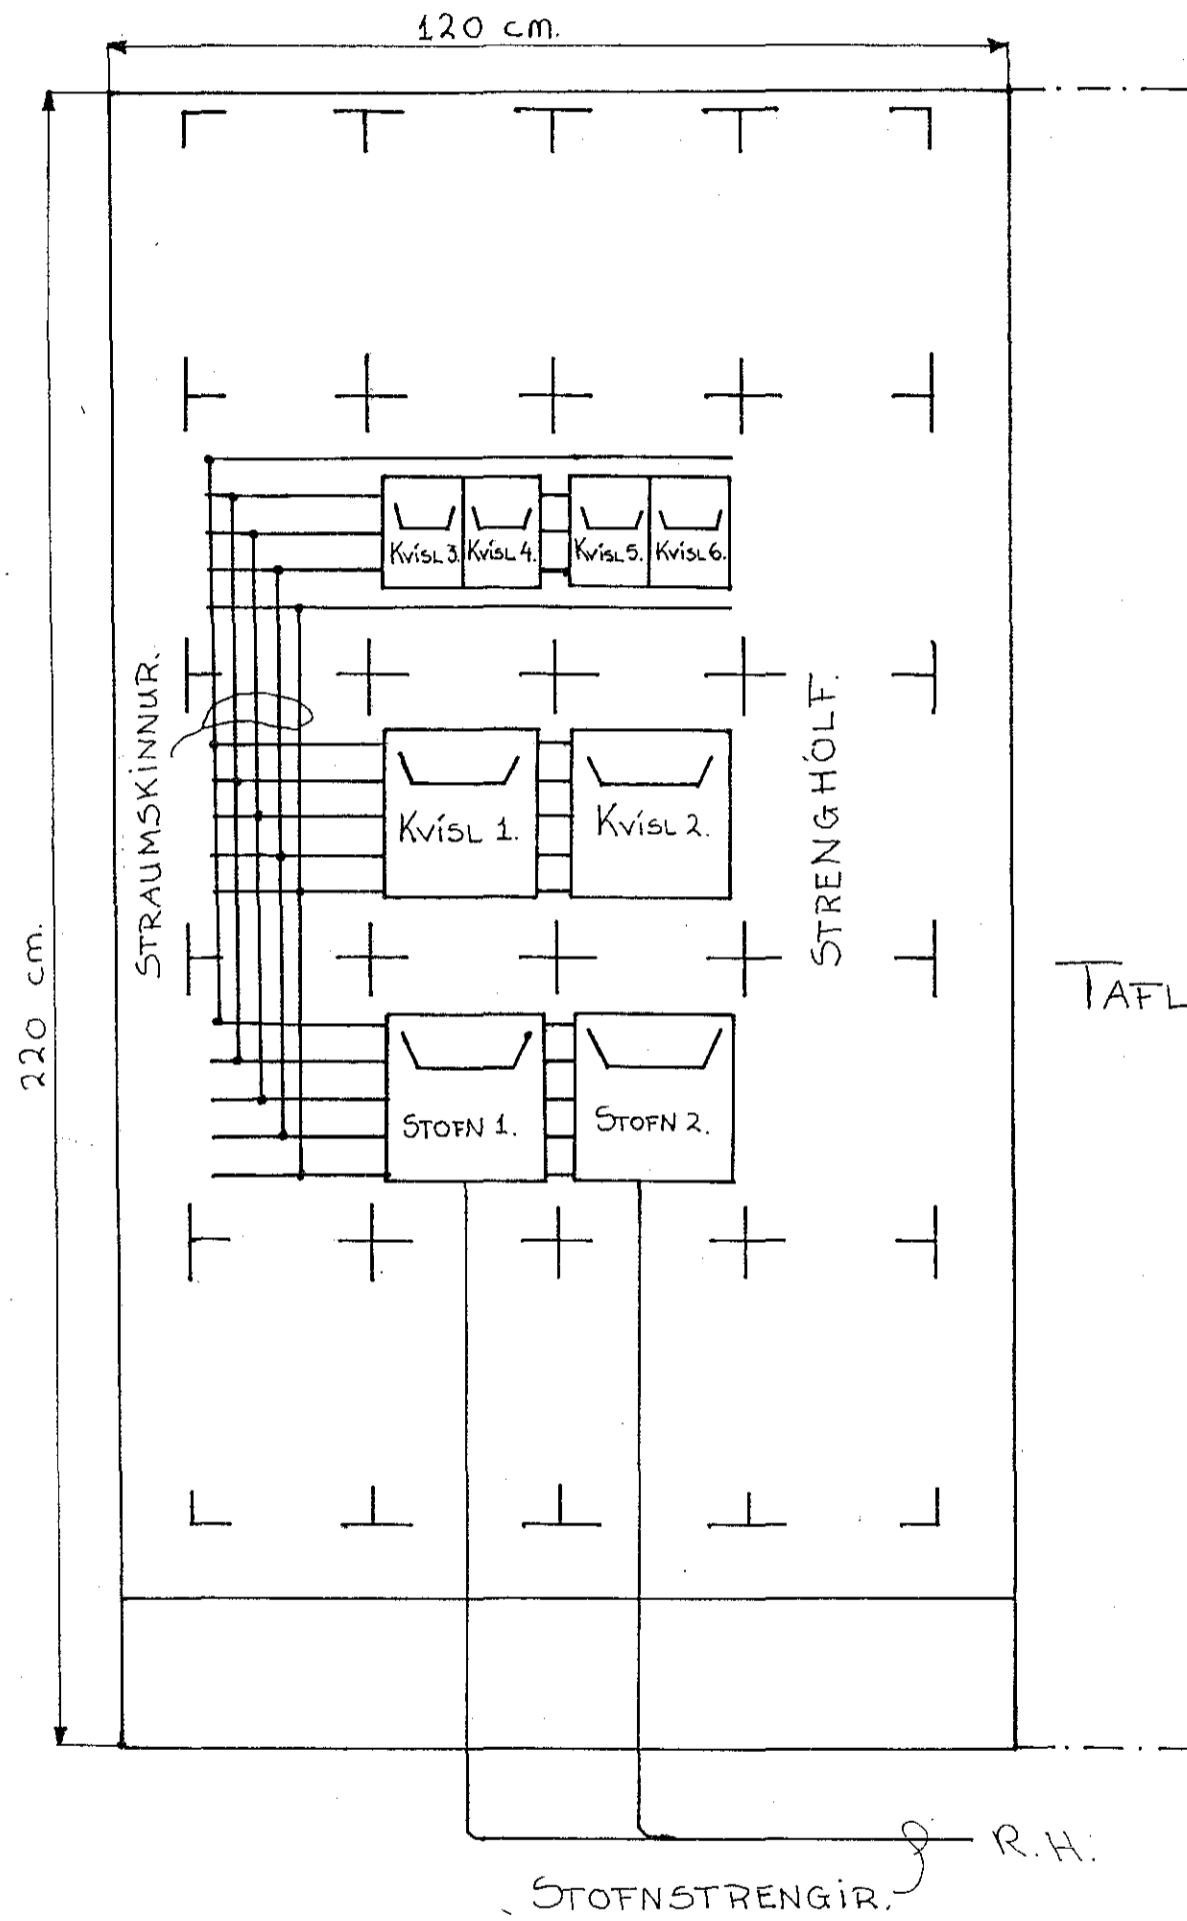 120 cm.
Kvísl 3. Kvísl 4. Kvísl 5. Kvísl 6.
STRAUMSKINNUR.
STRENGHÓLF.
Kvísl 1. Kvísl 2.
220 cm.
TAFL
STOFN 1. STOFN 2.
R.H.
STOFNSTRENGIR.